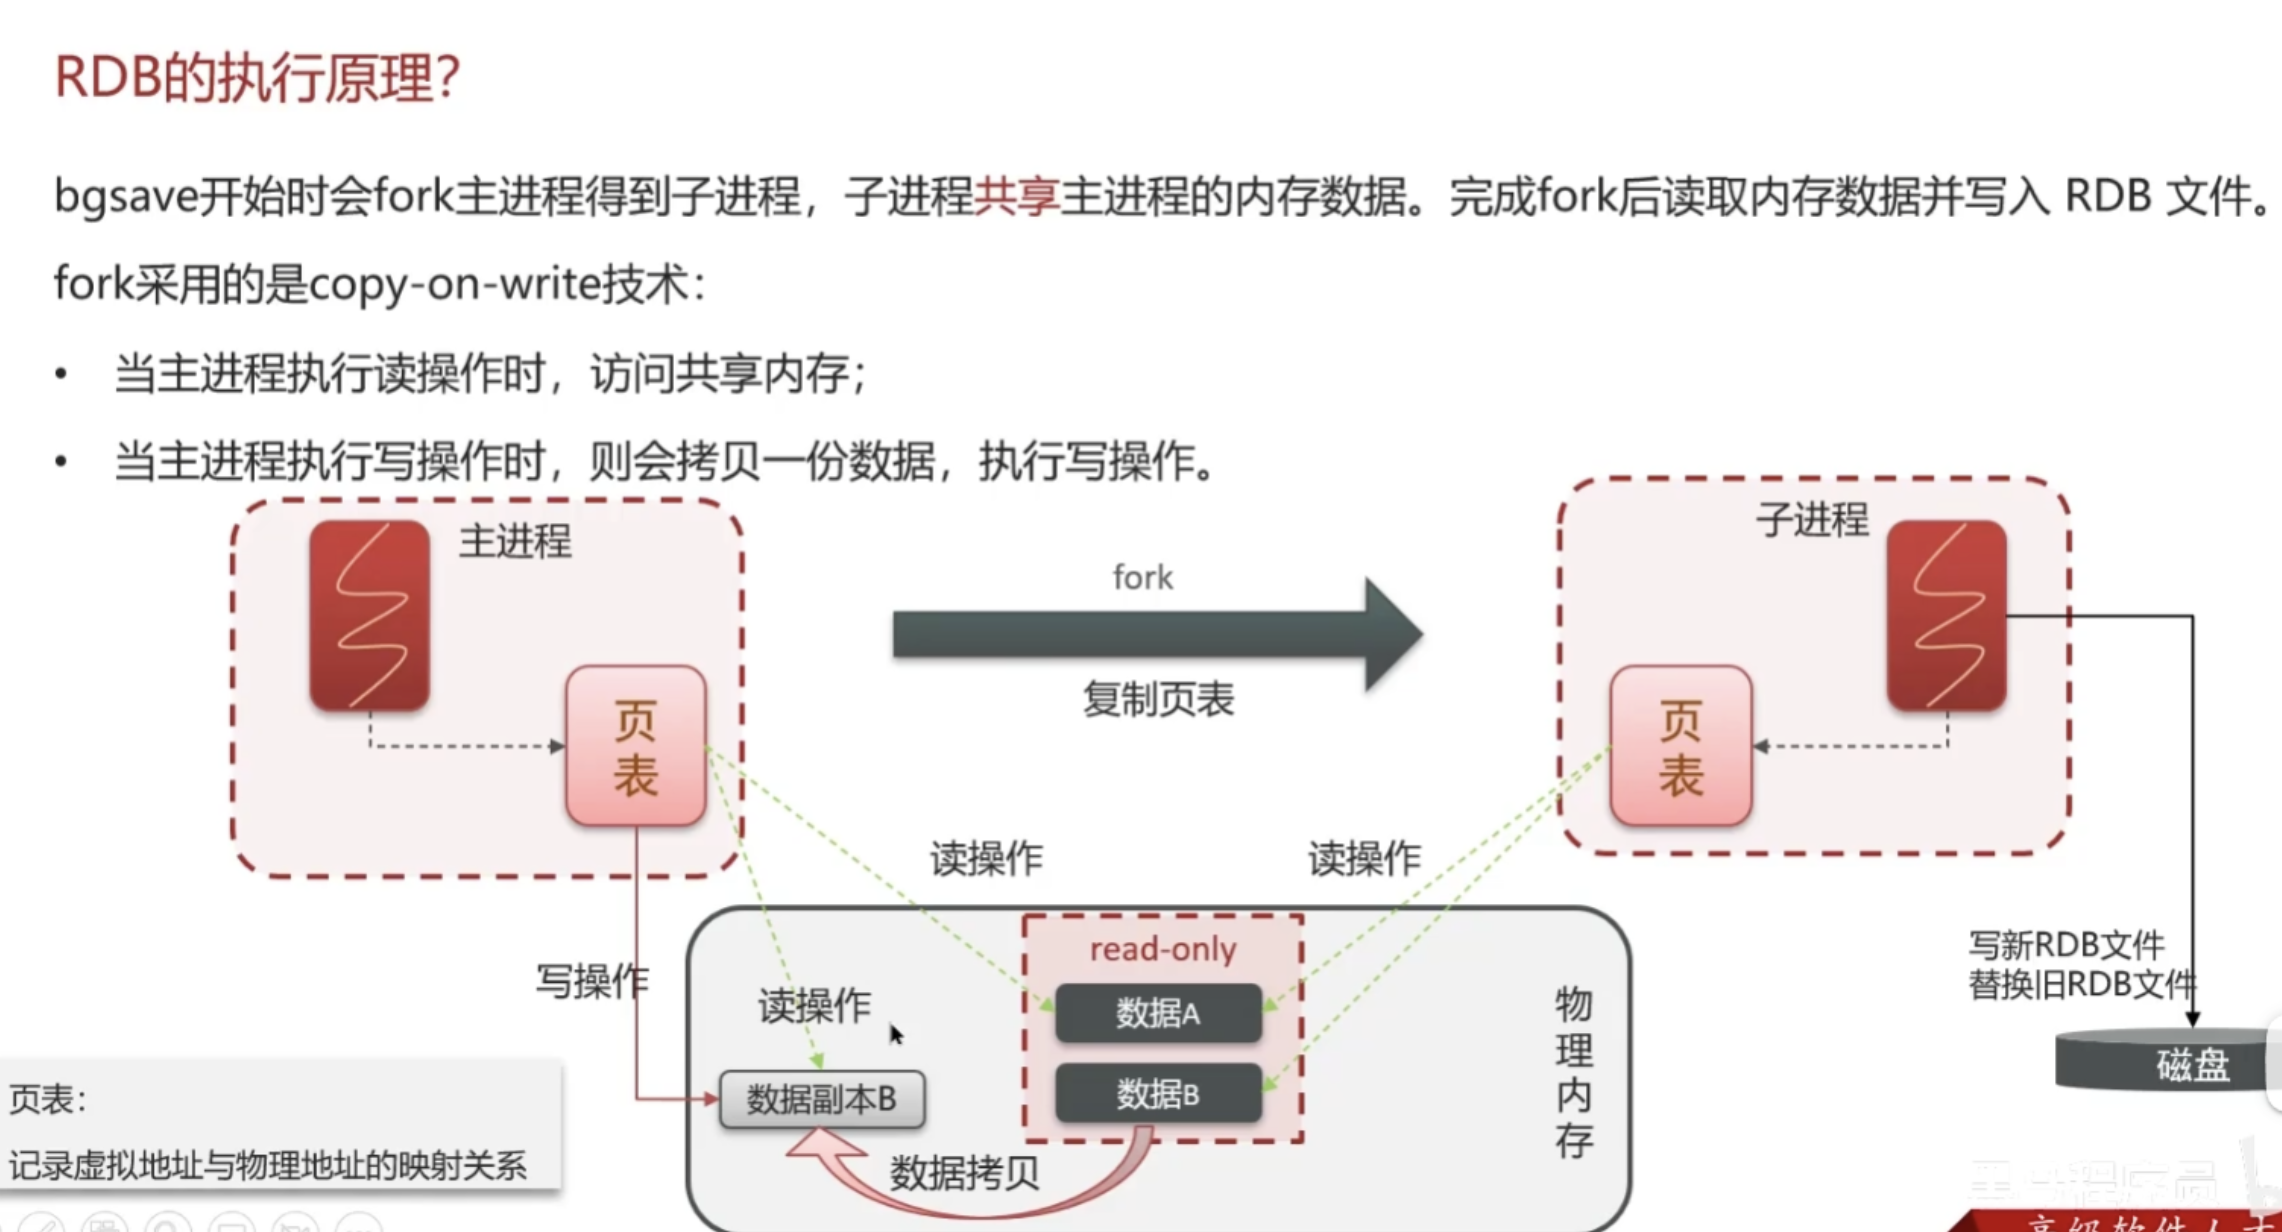 RDB的执行原理？
bgsave开始时会fork主进程得到子进程，子进程共享主进程的内存数据。完成fork后读取内存数据并写入 RDB 文件。
fork采用的是copy-on-write技术：
• 当主进程执行读操作时，访问共享内存；
• 当主进程执行写操作时，则会拷贝一份数据，执行写操作。
主进程
子进程
fork
复制页表
页表
页表
读操作
读操作
写操作
读操作
read-only
数据A
数据B
数据副本B
数据拷贝
物理内存
写新RDB文件
替换旧RDB文件
磁盘
页表：
记录虚拟地址与物理地址的映射关系
程序员
高级软件人才